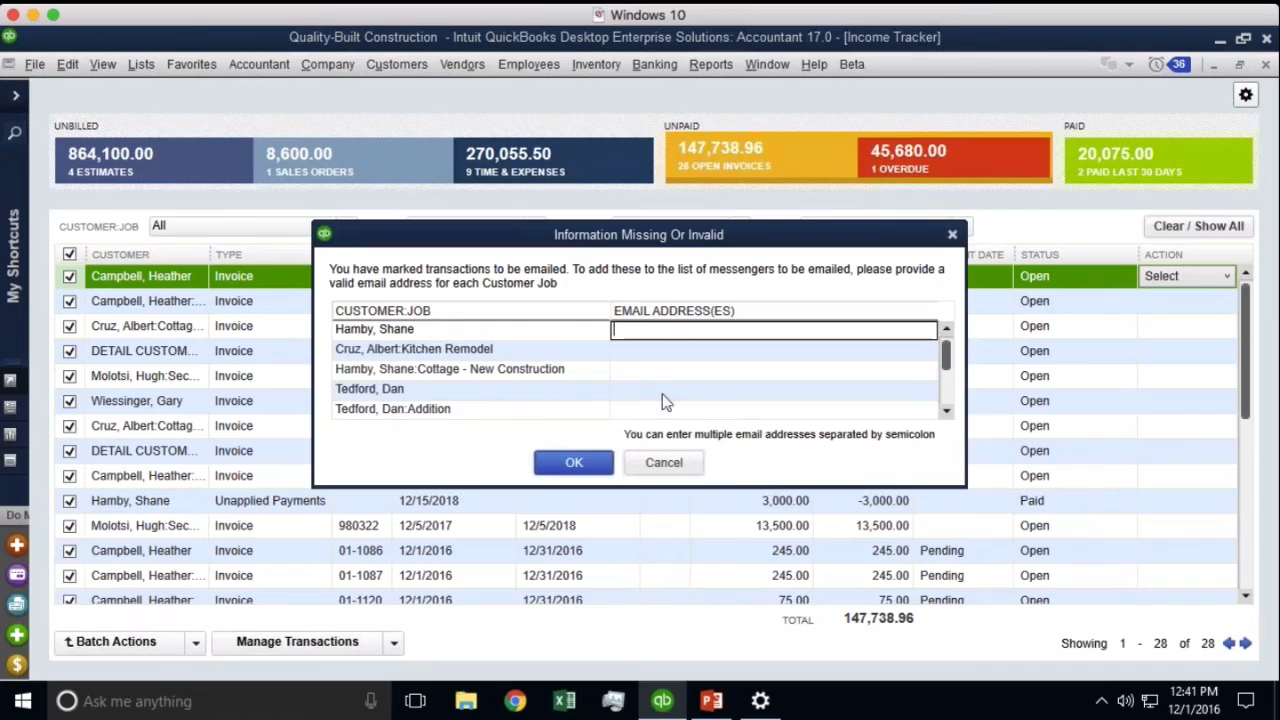 Windows 10
Quality-Built Construction - Intuit QuickBooks Desktop Enterprise Solutions: Accountant 17.0 - [Income Tracker]
File Edit View Lists Favorites Accountant Company Customers Vendors Employees Inventory Banking Reports Window Help Beta 36
UNBILLED UNPAID PAID
864,100.00 8,600.00 270,055.50 147,738.96 45,680.00 20,075.00
4 ESTIMATES 1 SALES ORDERS 9 TIME & EXPENSES 28 OPEN INVOICES 1 OVERDUE 2 PAID LAST 30 DAYS
My Shortcuts
CUSTOMER:JOB All Clear / Show All
CUSTOMER TYPE DATE STATUS ACTION
Campbell, Heather Invoice Open Select
Campbell, Heather:... Invoice Open
Cruz, Albert:Cottag... Invoice Open
DETAIL CUSTOM... Invoice Open
Molotsi, Hugh:Sec... Invoice Open
Wiessinger, Gary Invoice Open
Cruz, Albert:Cottag... Invoice Open
DETAIL CUSTOM... Invoice Open
Campbell, Heather Invoice Open
Information Missing Or Invalid
You have marked transactions to be emailed. To add these to the list of messengers to be emailed, please provide a
valid email address for each Customer Job
CUSTOMER:JOB EMAIL ADDRESS(ES)
Hamby, Shane
Cruz, Albert:Kitchen Remodel
Hamby, Shane:Cottage - New Construction
Tedford, Dan
Tedford, Dan:Addition
You can enter multiple email addresses separated by semicolon
OK Cancel
Hamby, Shane Unapplied Payments 12/15/2018 3,000.00 -3,000.00 Paid
Molotsi, Hugh:Sec... Invoice 980322 12/5/2017 12/5/2018 13,500.00 13,500.00 Open
Campbell, Heather Invoice 01-1086 12/1/2016 12/31/2016 245.00 245.00 Pending Open
Campbell, Heather:... Invoice 01-1087 12/1/2016 12/31/2016 245.00 245.00 Pending Open
Campbell, Heather: Invoice 01-1120 12/1/2016 12/31/2016 75.00 75.00 Pending Open
TOTAL 147,738.96
Do M
Batch Actions Manage Transactions Showing 1 - 28 of 28
Ask me anything
12:41 PM
12/1/2016